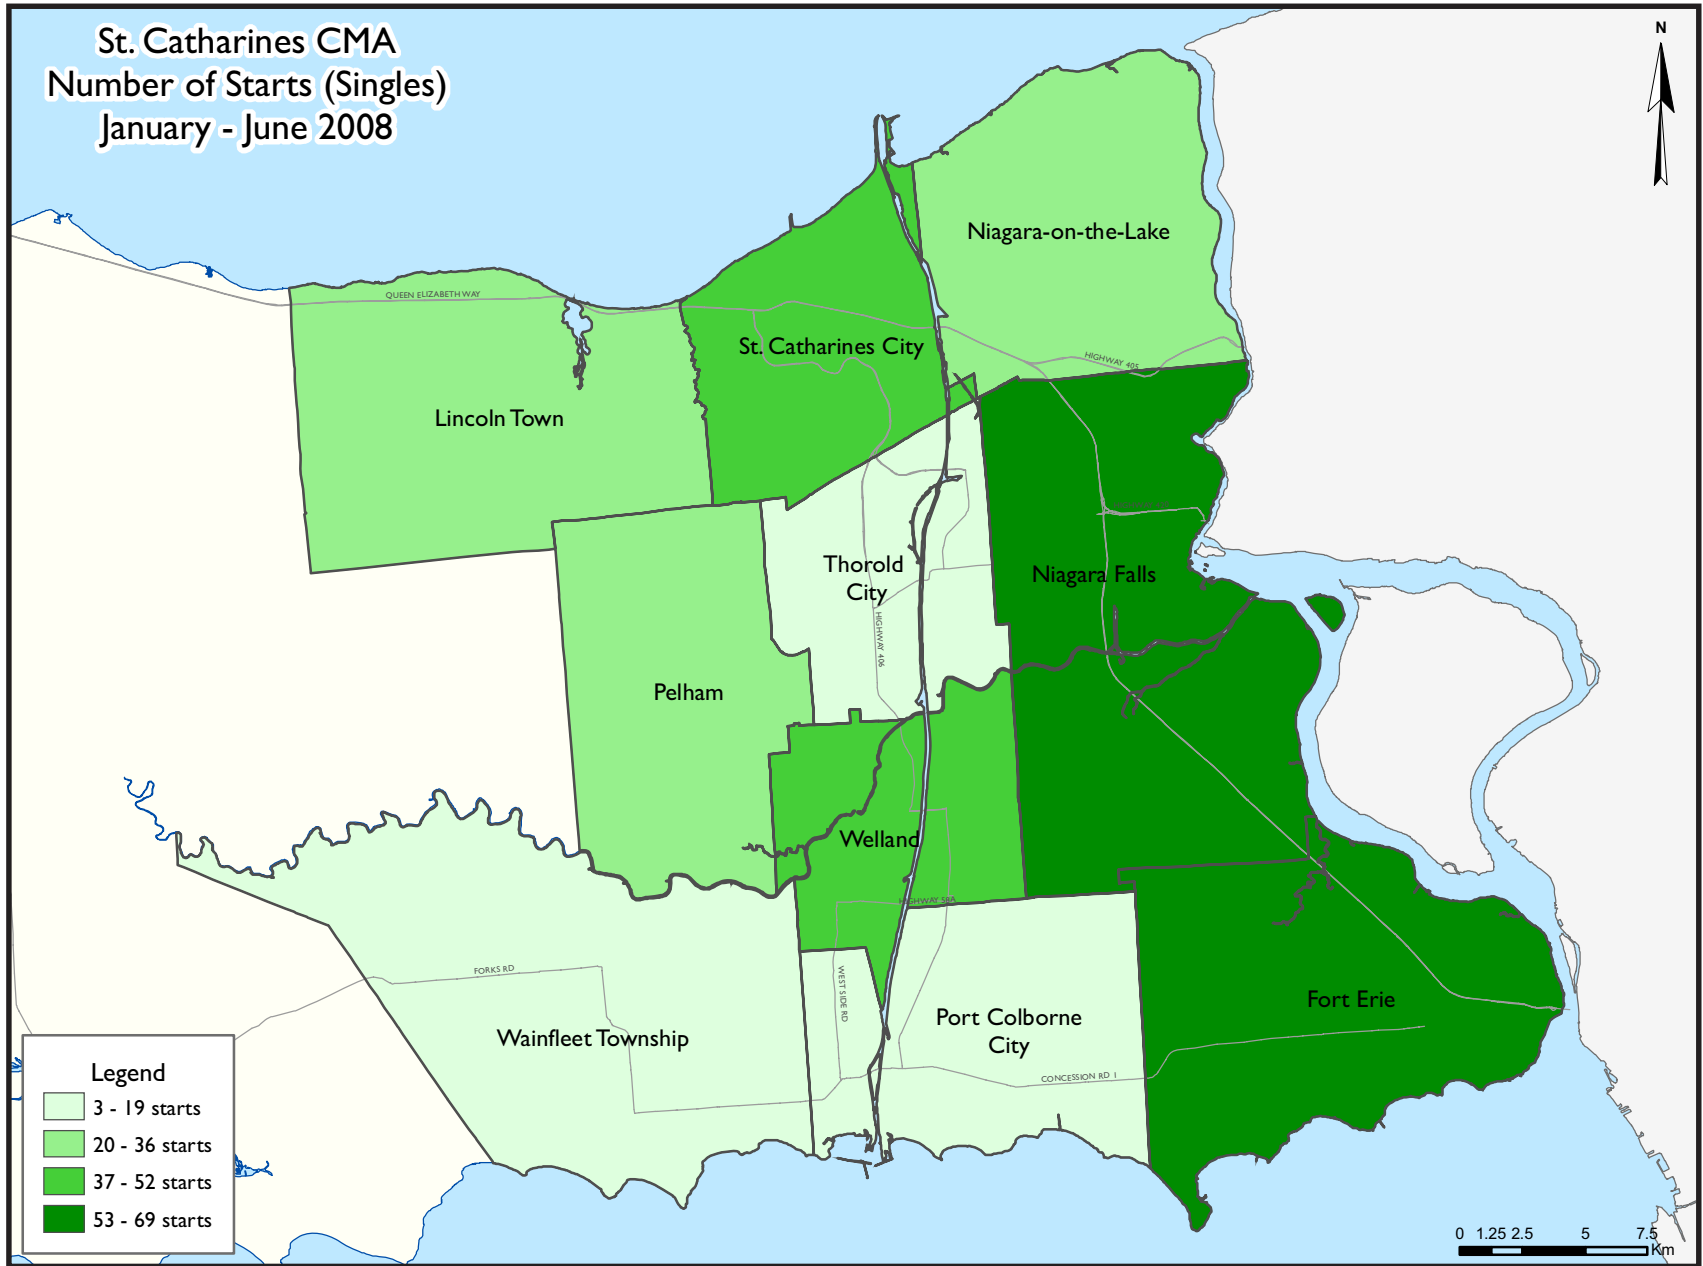 St. Catharines CMA
Number of Starts (Singles)
January - June 2008
N
Niagara-on-the-Lake
QUEEN ELIZABETH WAY
St. Catharines City
HIGHWAY 405
Lincoln Town
Thorold
City
Niagara Falls
HIGHWAY 406
Pelham
Welland
HIGHWAY 58A
FORKS RD
WEST SIDE RD
Fort Erie
Port Colborne
City
Wainfleet Township
CONCESSION RD 1
Legend
3 - 19 starts
20 - 36 starts
37 - 52 starts
53 - 69 starts
0 1.25 2.5 5 7.5
Km